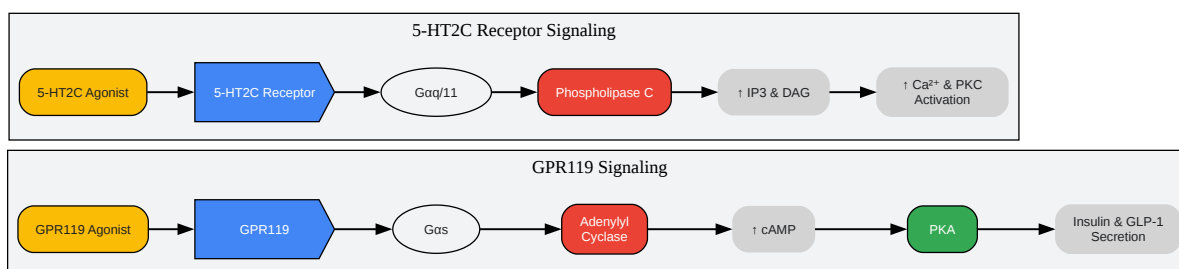 5-HT2C Receptor Signaling
5-HT2C Agonist
5-HT2C Receptor
Gαq/11
Phospholipase C
↑ IP3 & DAG
↑ Ca²⁺ & PKC
Activation
GPR119 Signaling
GPR119 Agonist
GPR119
Gαs
Adenylyl
Cyclase
↑ cAMP
PKA
Insulin & GLP-1
Secretion